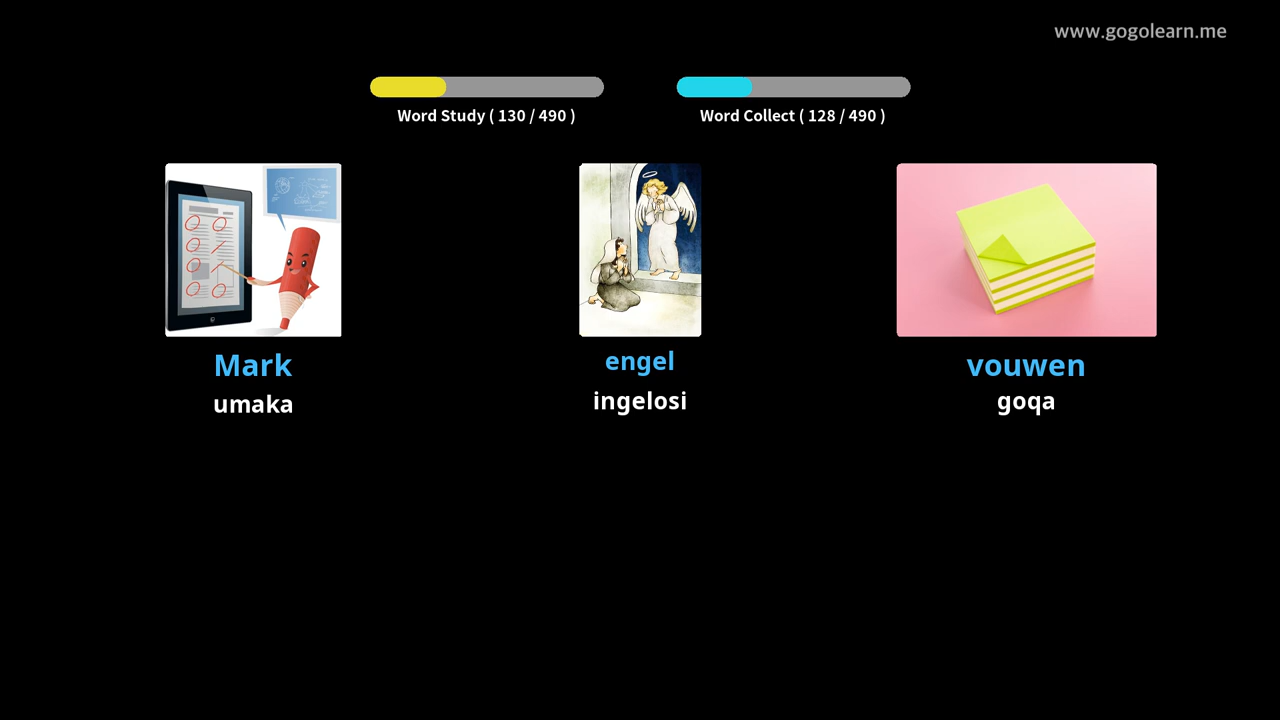 www.gogolearn.me
Word Study ( 130 / 490 )
Word Collect ( 128 / 490 )
Mark
umaka
engel
ingelosi
vouwen
goqa